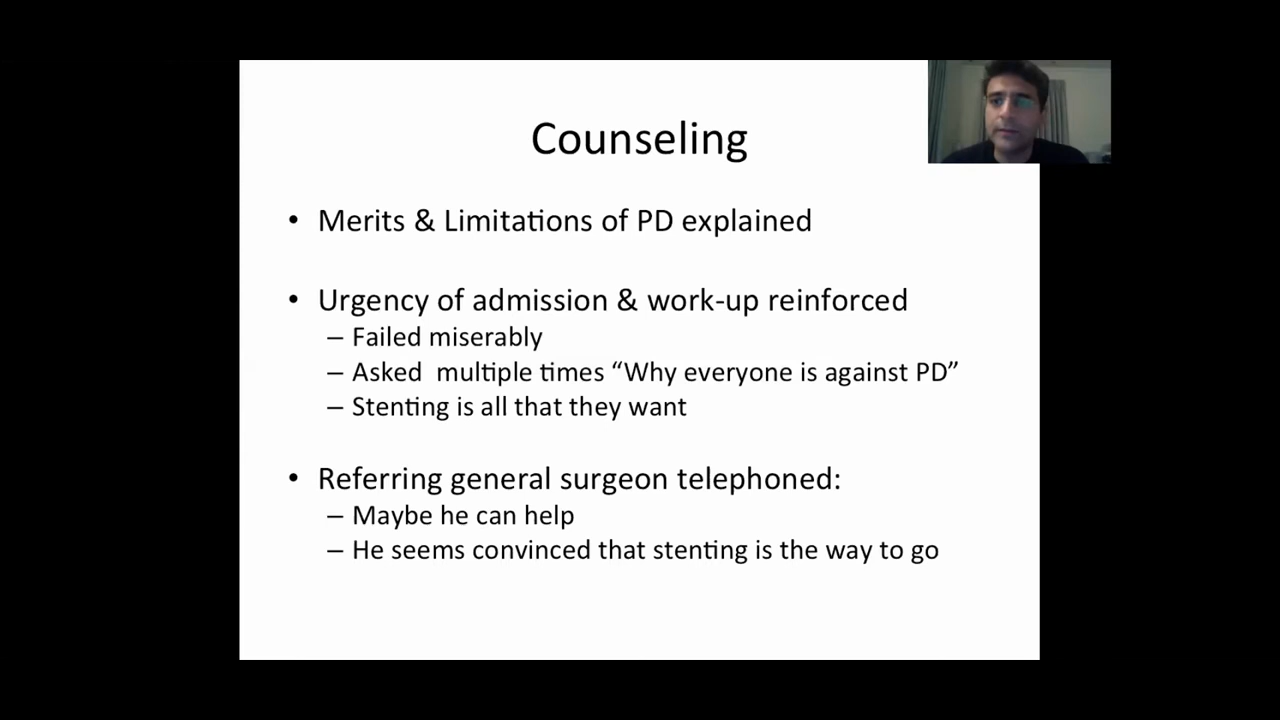 Counseling
• Merits & Limitations of PD explained
• Urgency of admission & work-up reinforced
– Failed miserably
– Asked  multiple times “Why everyone is against PD”
– Stenting is all that they want
• Referring general surgeon telephoned:
– Maybe he can help
– He seems convinced that stenting is the way to go